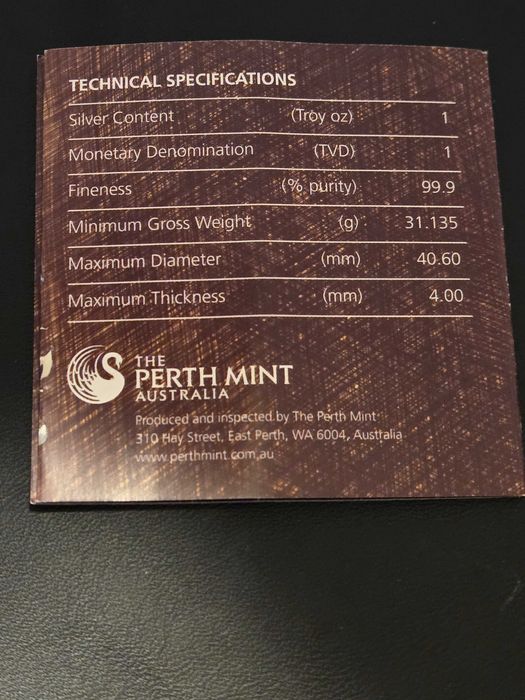 TECHNICAL SPECIFICATIONS
Silver Content (Troy oz) 1
Monetary Denomination (TVD) 1
Fineness (% purity) 99.9
Minimum Gross Weight (g) 31.135
Maximum Diameter (mm) 40.60
Maximum Thickness (mm) 4.00
THE
PERTH MINT
AUSTRALIA
Produced and inspected by The Perth Mint
310 Hay Street, East Perth, WA 6004, Australia
www.perthmint.com.au